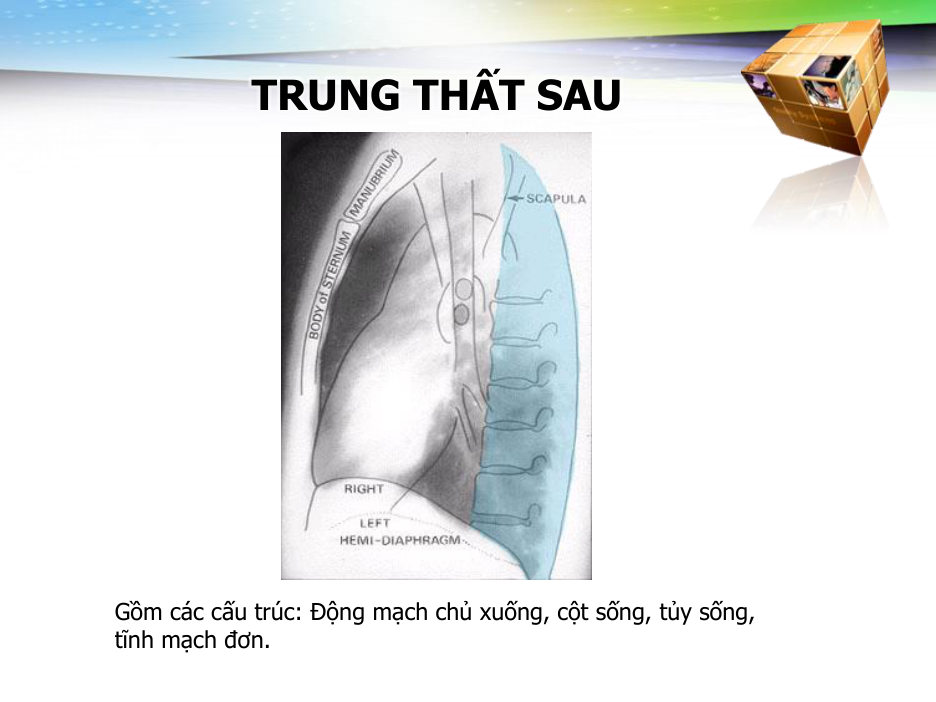 TRUNG THẤT SAU
MANUBRIUM
SCAPULA
BODY of STERNUM
RIGHT
LEFT
HEMI-DIAPHRAGM
Gồm các cấu trúc: Động mạch chủ xuống, cột sống, tủy sống,
tĩnh mạch đơn.